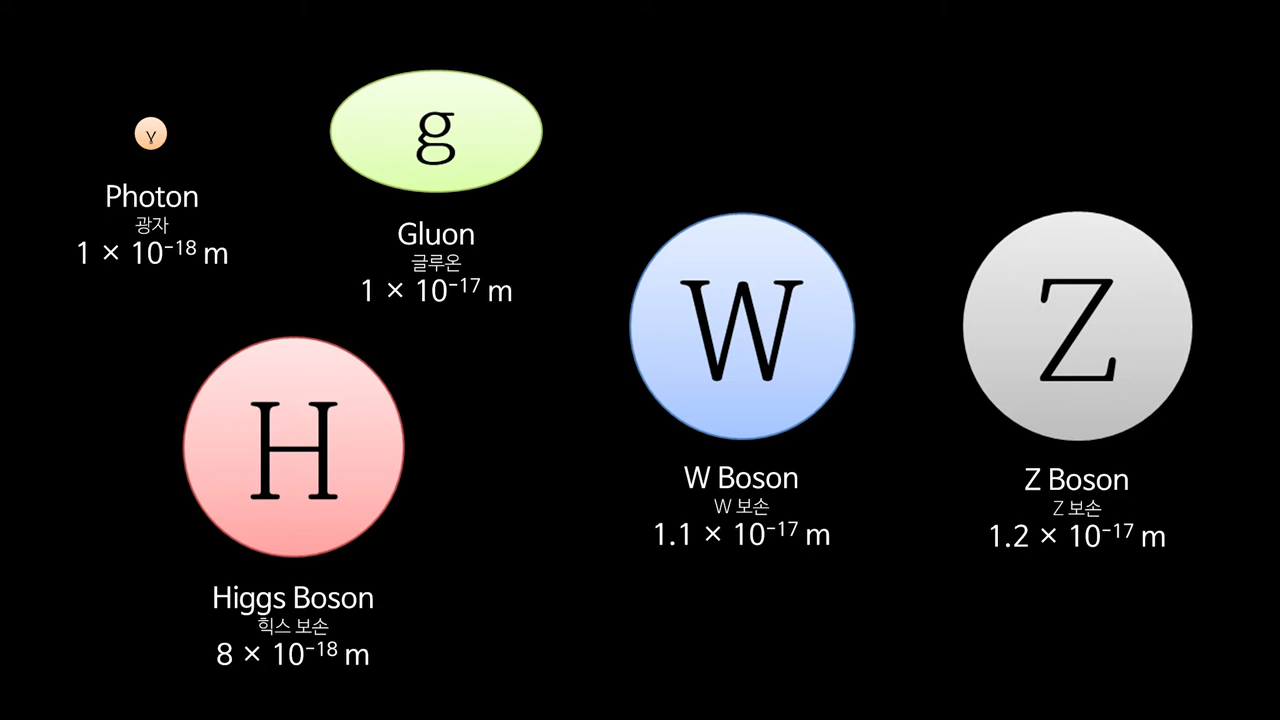 γ
Photon
광자
1 × 10⁻¹⁸ m
g
Gluon
글루온
1 × 10⁻¹⁷ m
H
Higgs Boson
힉스 보손
8 × 10⁻¹⁸ m
W
W Boson
W 보손
1.1 × 10⁻¹⁷ m
Z
Z Boson
Z 보손
1.2 × 10⁻¹⁷ m